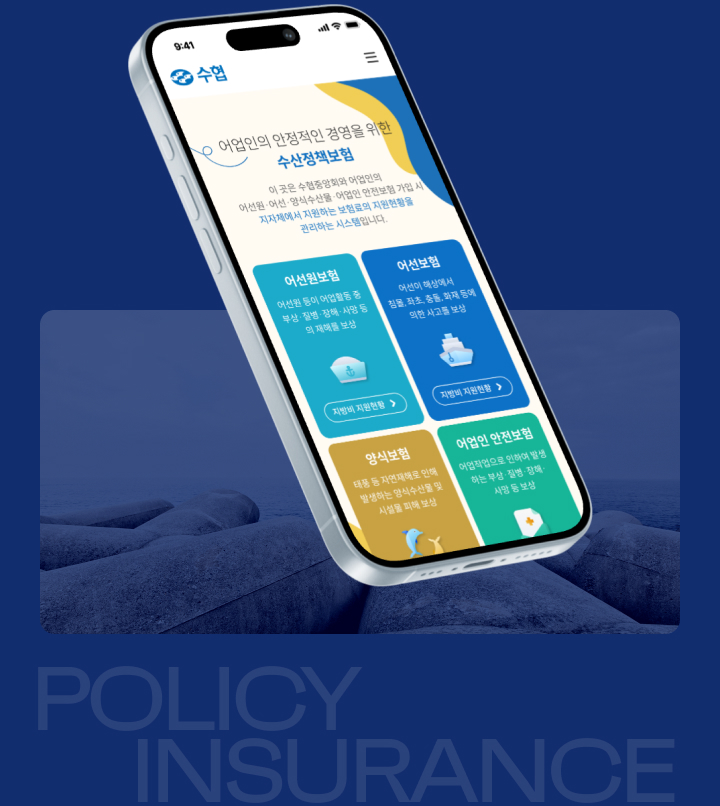 9:41
수협
어업인의 안정적인 경영을 위한
수산정책보험
이 곳은 수협중앙회와 어업인의
어선원·어선·양식수산물·어업인 안전보험 가입 시
지자체에서 지원하는 보험료의 지원현황을
관리하는 시스템입니다.
어선원보험
어선원 등이 어업활동 중
부상·질병·장해·사망 등
의 재해를 보상
지방비 지원현황
어선보험
어선이 해상에서
침몰, 좌초, 충돌, 화재 등에
의한 사고를 보상
지방비 지원현황
양식보험
태풍 등 자연재해로 인해
발생하는 양식수산물 및
시설물 피해 보상
어업인 안전보험
어업작업으로 인하여 발생
하는 부상·질병·장해·
사망 등 보상
POLICY
INSURANCE